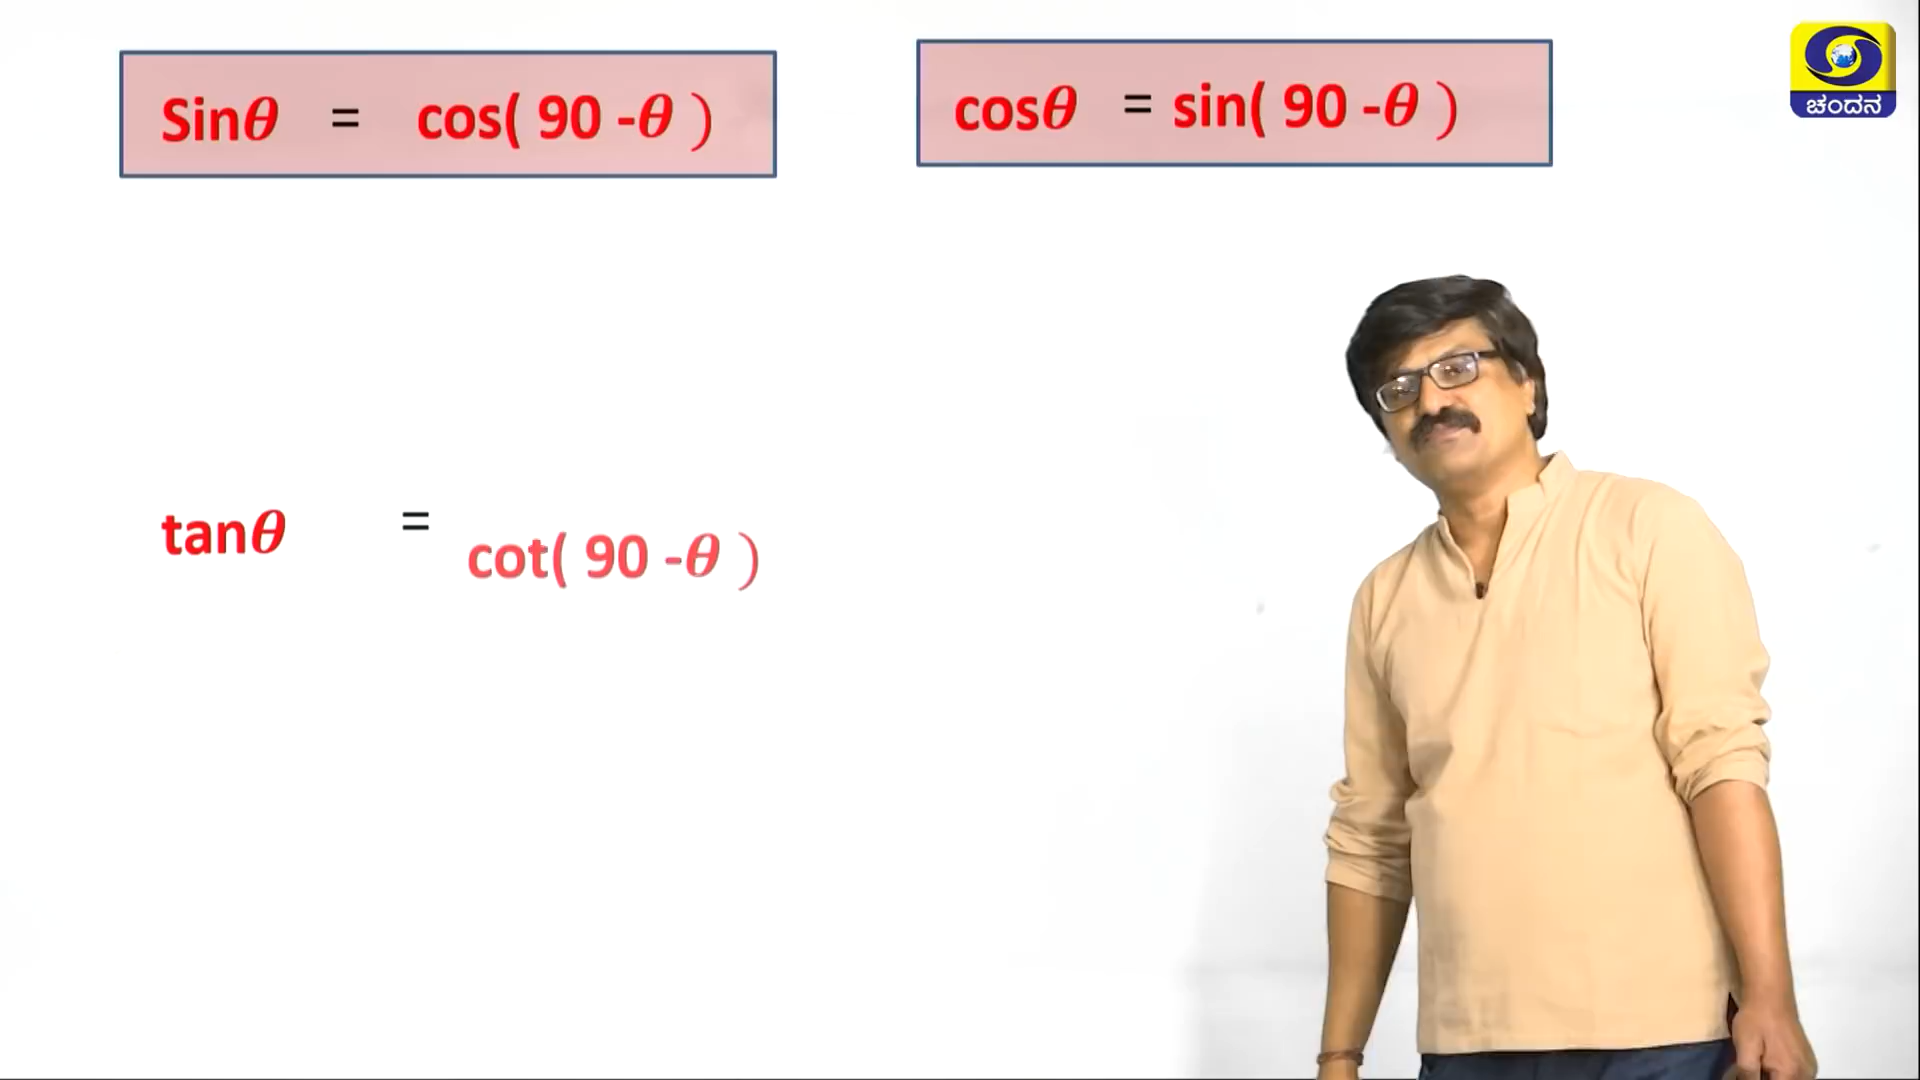 Sinθ = cos( 90 -θ )
cosθ = sin( 90 -θ )
ಚಂದನ
tanθ = cot( 90 -θ )